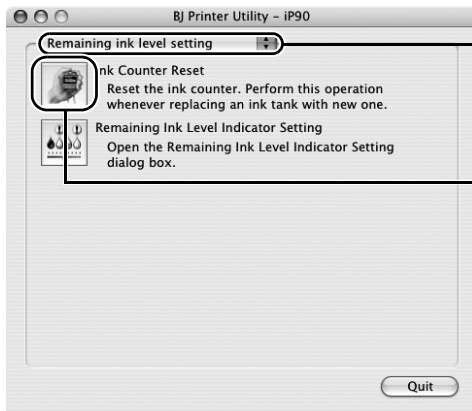 BJ Printer Utility – iP90
Remaining ink level setting
nk Counter Reset
Reset the ink counter. Perform this operation
whenever replacing an ink tank with new one.
Remaining Ink Level Indicator Setting
Open the Remaining Ink Level Indicator Setting
dialog box.
Quit